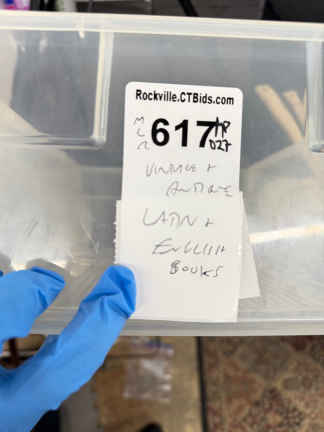 Rockville.CTBids.com
617
VINTAGE +
ANTIQUE
LATIN +
ENGLISH
BOOKS